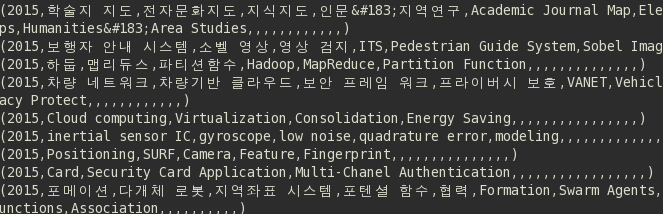 (2015,학술지 지도,전자문화지도,지식지도,인문&#183;지역연구,Academic Journal Map,Ele
ps,Humanities&#183;Area Studies,,,,,,,,,,,,)
(2015,보행자 안내 시스템,소벨 영상,영상 검지,ITS,Pedestrian Guide System,Sobel Imag
(2015,하둡,맵리듀스,파티션함수,Hadoop,MapReduce,Partition Function,,,,,,,,,,,,,,)
(2015,차량 네트워크,차량기반 클라우드,보안 프레임 워크,프라이버시 보호,VANET,Vehicl
acy Protect,,,,,,,,,,,,)
(2015,Cloud computing,Virtualization,Consolidation,Energy Saving,,,,,,,,,,,,,,,,)
(2015,inertial sensor IC,gyroscope,low noise,quadrature error,modeling,,,,,,,,,,,,
(2015,Positioning,SURF,Camera,Feature,Fingerprint,,,,,,,,,,,,,,,)
(2015,Card,Security Card Application,Multi-Chanel Authentication,,,,,,,,,,,,,,,,,)
(2015,포메이션,다개체 로봇,지역좌표 시스템,포텐셜 함수,협력,Formation,Swarm Agents,
unctions,Association,,,,,,,,,,)